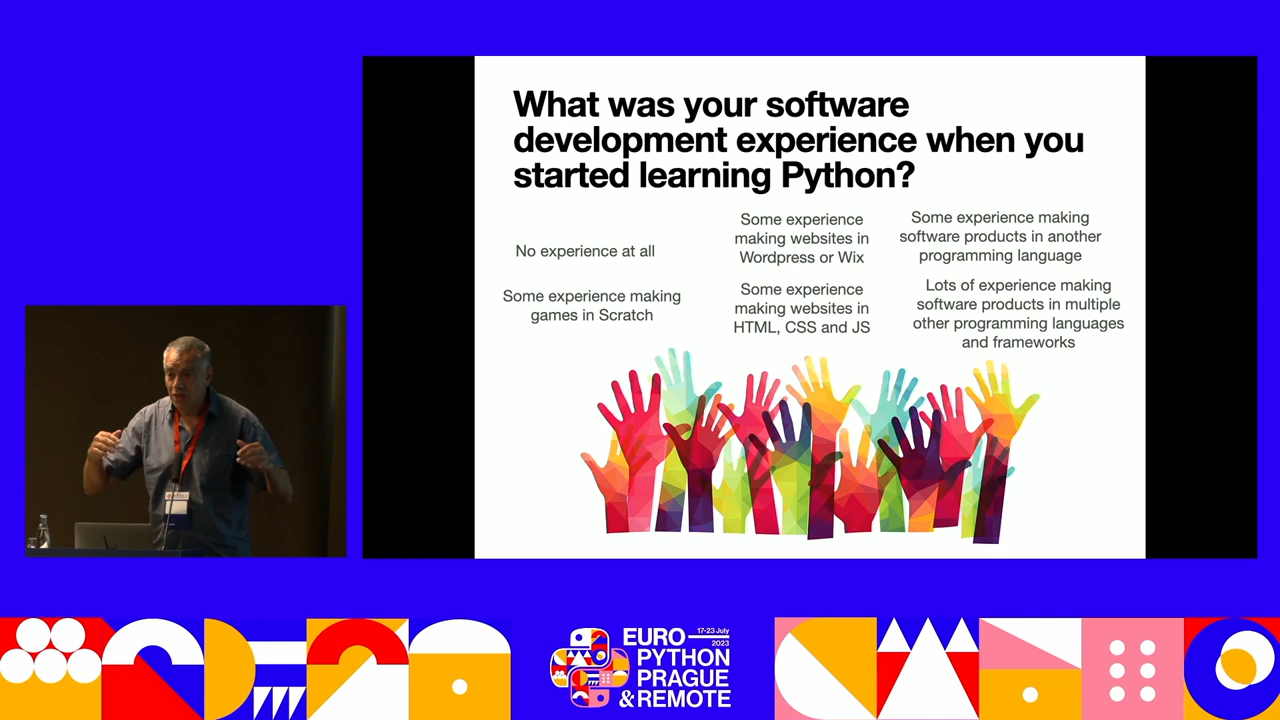 What was your software
development experience when you
started learning Python?
No experience at all
Some experience making
games in Scratch
Some experience
making websites in
Wordpress or Wix
Some experience
making websites in
HTML, CSS and JS
Some experience making
software products in another
programming language
Lots of experience making
software products in multiple
other programming languages
and frameworks
EURO
17-23 July
2023
PYTHON
PRAGUE
&REMOTE